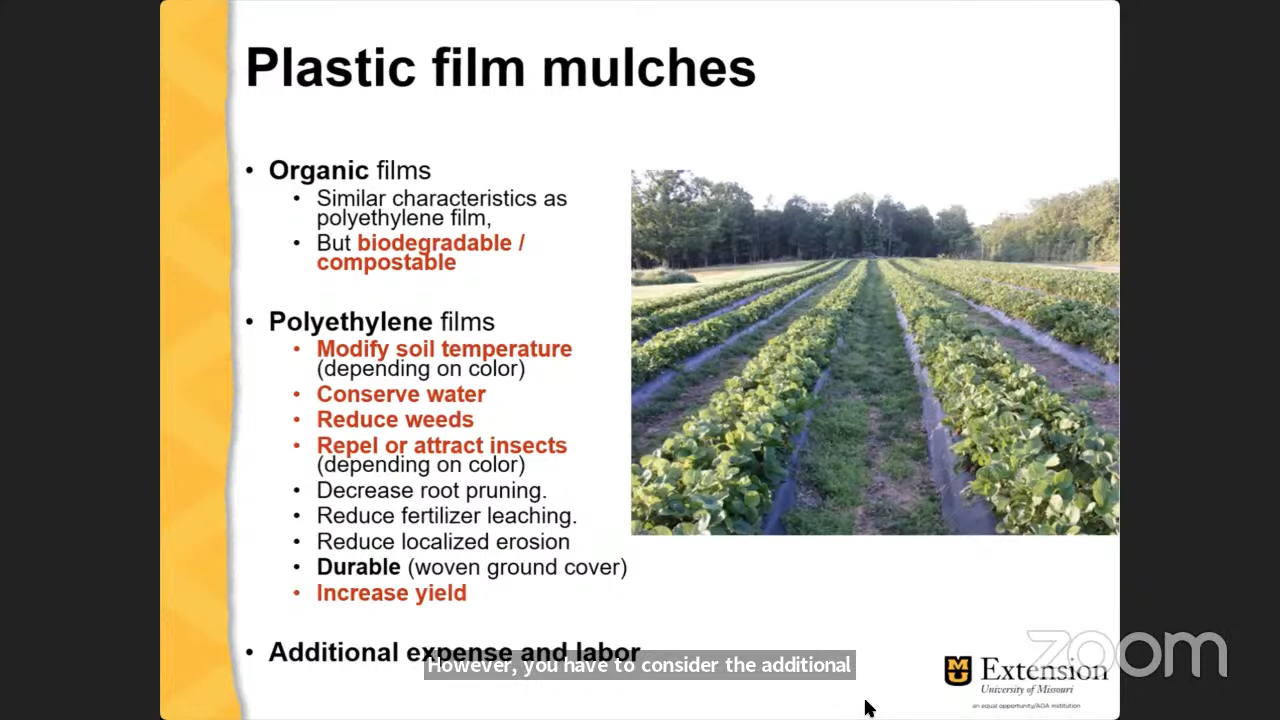 Plastic film mulches
• Organic films
• Similar characteristics as
polyethylene film,
• But biodegradable /
compostable
• Polyethylene films
• Modify soil temperature
(depending on color)
• Conserve water
• Reduce weeds
• Repel or attract insects
(depending on color)
• Decrease root pruning.
• Reduce fertilizer leaching.
• Reduce localized erosion
• Durable (woven ground cover)
• Increase yield
• Additional expense and labor
However, you have to consider the additional
zoom
Extension
University of Missouri
an equal opportunity/ADA institution